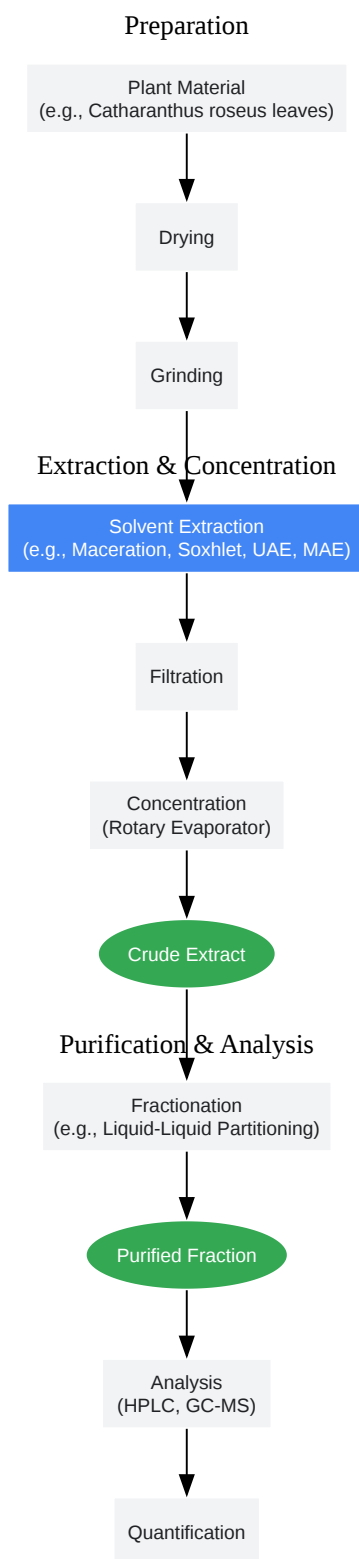 Preparation
Plant Material
(e.g., Catharanthus roseus leaves)
Drying
Grinding
Extraction & Concentration
Solvent Extraction
(e.g., Maceration, Soxhlet, UAE, MAE)
Filtration
Concentration
(Rotary Evaporator)
Crude Extract
Purification & Analysis
Fractionation
(e.g., Liquid-Liquid Partitioning)
Purified Fraction
Analysis
(HPLC, GC-MS)
Quantification